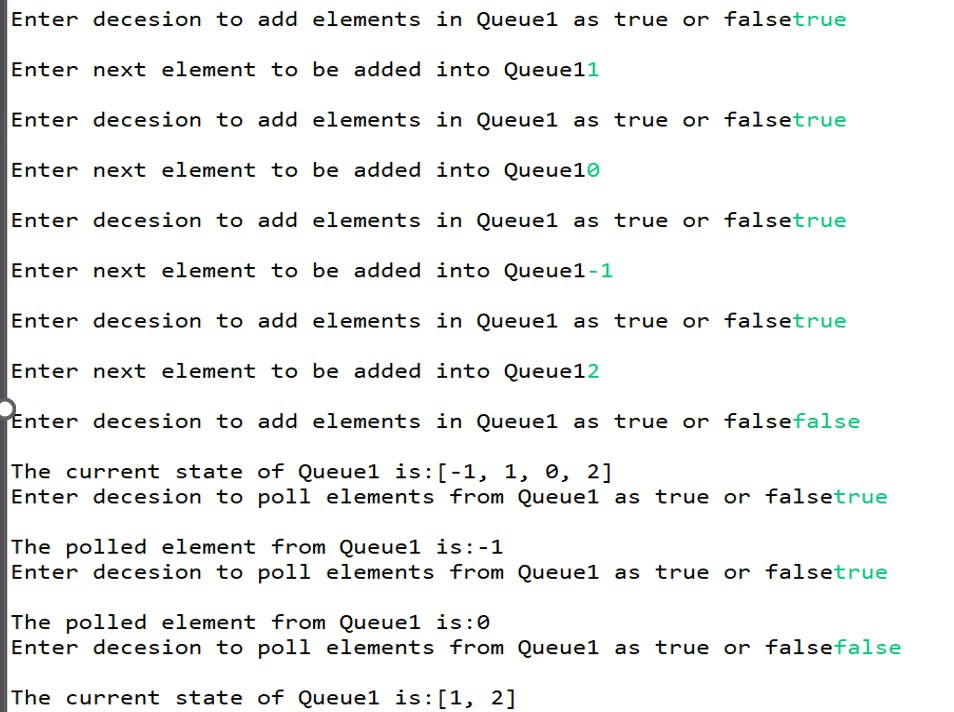 Enter decesion to add elements in Queue1 as true or falsetrue
Enter next element to be added into Queue11
Enter decesion to add elements in Queue1 as true or falsetrue
Enter next element to be added into Queue10
Enter decesion to add elements in Queue1 as true or falsetrue
Enter next element to be added into Queue1-1
Enter decesion to add elements in Queue1 as true or falsetrue
Enter next element to be added into Queue12
Enter decesion to add elements in Queue1 as true or falsefalse
The current state of Queue1 is:[-1, 1, 0, 2]
Enter decesion to poll elements from Queue1 as true or falsetrue
The polled element from Queue1 is:-1
Enter decesion to poll elements from Queue1 as true or falsetrue
The polled element from Queue1 is:0
Enter decesion to poll elements from Queue1 as true or falsefalse
The current state of Queue1 is:[1, 2]